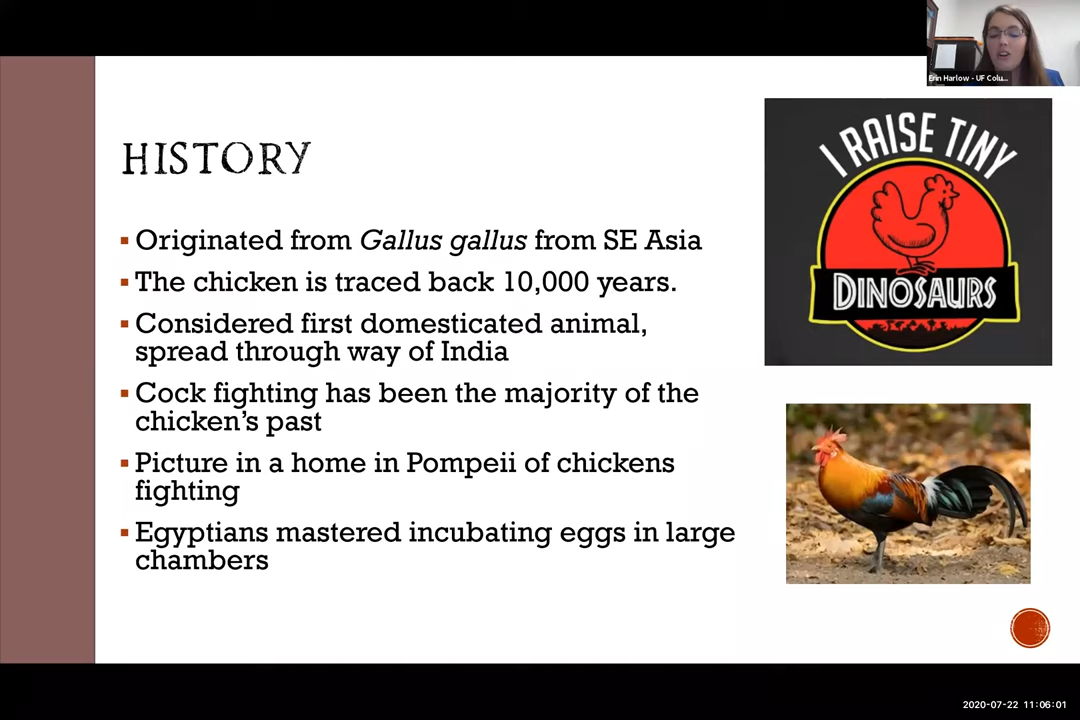 Erin Harlow - UF Colu...
HISTORY
I RAISE TINY
DINOSAURS
▪ Originated from Gallus gallus from SE Asia
▪ The chicken is traced back 10,000 years.
▪ Considered first domesticated animal,
spread through way of India
▪ Cock fighting has been the majority of the
chicken's past
▪ Picture in a home in Pompeii of chickens
fighting
▪ Egyptians mastered incubating eggs in large
chambers
2020-07-22 11:06:01